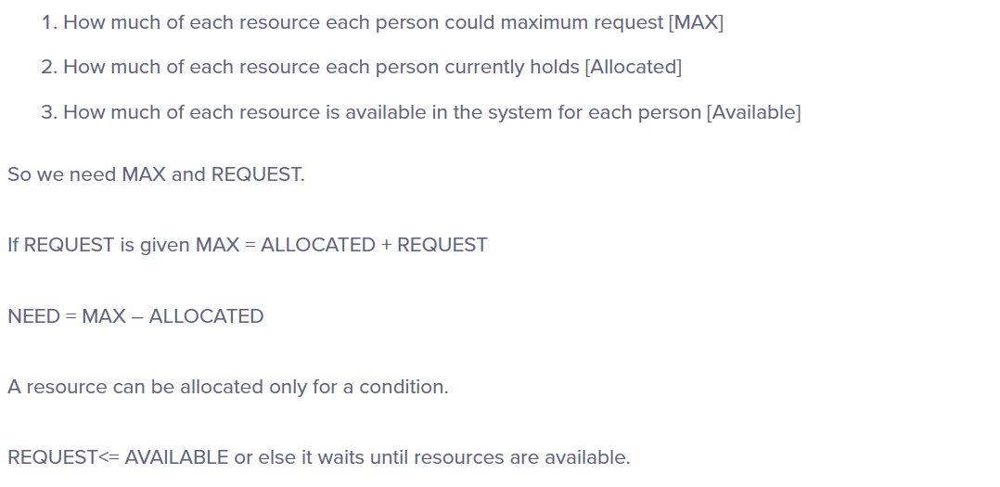 1. How much of each resource each person could maximum request [MAX]
2. How much of each resource each person currently holds [Allocated]
3. How much of each resource is available in the system for each person [Available]
So we need MAX and REQUEST.
If REQUEST is given MAX = ALLOCATED + REQUEST
NEED = MAX – ALLOCATED
A resource can be allocated only for a condition.
REQUEST<= AVAILABLE or else it waits until resources are available.